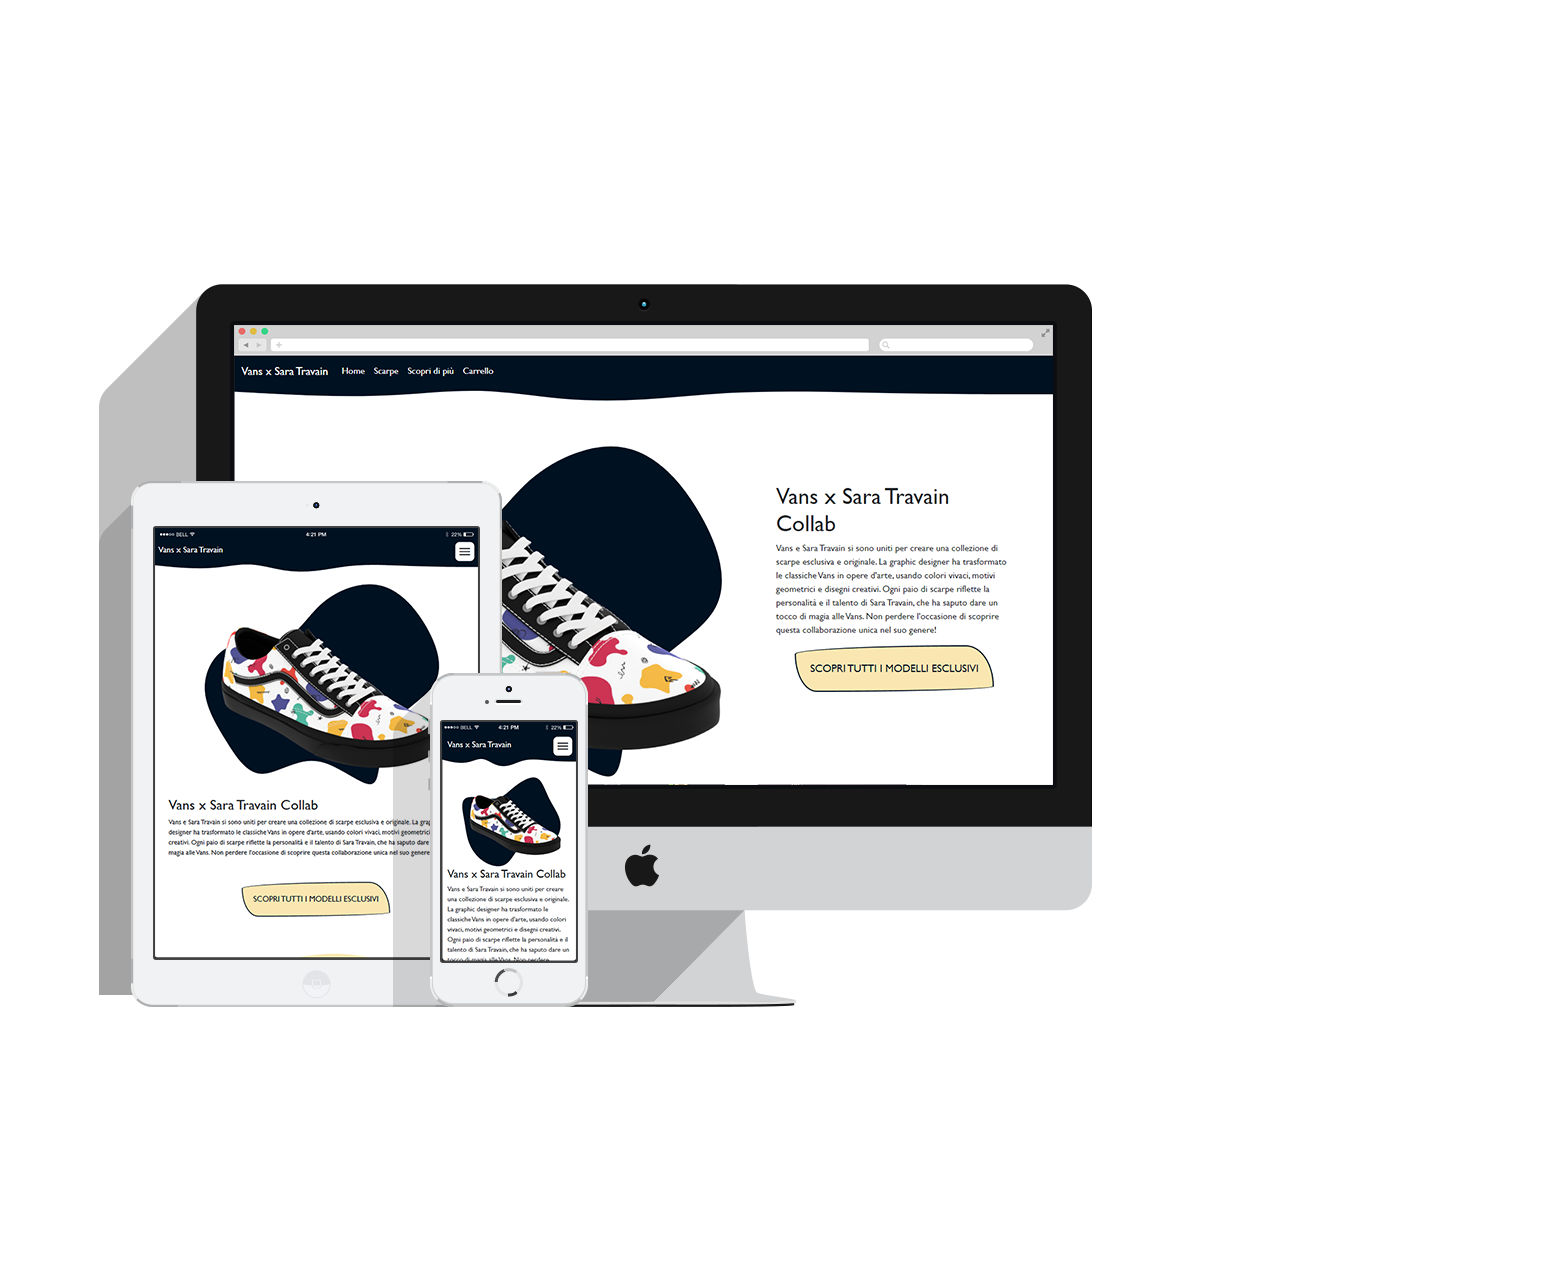 Vans x Sara Travain Home Scarpe Scopri di più Carrello
Vans x Sara Travain
Collab
Vans e Sara Travain si sono uniti per creare una collezione di
scarpe esclusiva e originale. La graphic designer ha trasformato
le classiche Vans in opere d'arte, usando colori vivaci, motivi
geometrici e disegni creativi. Ogni paio di scarpe riflette la
personalità e il talento di Sara Travain, che ha saputo dare un
tocco di magia alle Vans. Non perdere l'occasione di scoprire
questa collaborazione unica nel suo genere!
SCOPRI TUTTI I MODELLI ESCLUSIVI
BELL 4:21 PM 22%
Vans x Sara Travain
Vans x Sara Travain Collab
Vans e Sara Travain si sono uniti per creare una collezione di scarpe esclusiva e originale. La
designer ha trasformato le classiche Vans in opere d'arte, usando colori vivaci, motivi geometrici
creativi. Ogni paio di scarpe riflette la personalità e il talento di Sara Travain, che ha saputo dare
magia alle Vans. Non perdere l'occasione di scoprire questa collaborazione unica nel suo genere
SCOPRI TUTTI I MODELLI ESCLUSIVI
BELL 4:21 PM 22%
Vans x Sara Travain
Vans x Sara Travain Collab
Vans e Sara Travain si sono uniti per creare
una collezione di scarpe esclusiva e originale.
La graphic designer ha trasformato le
classiche Vans in opere d'arte, usando colori
vivaci, motivi geometrici e disegni creativi.
Ogni paio di scarpe riflette la personalità e il
talento di Sara Travain, che ha saputo dare un
tocco di magia alle Vans. Non perdere